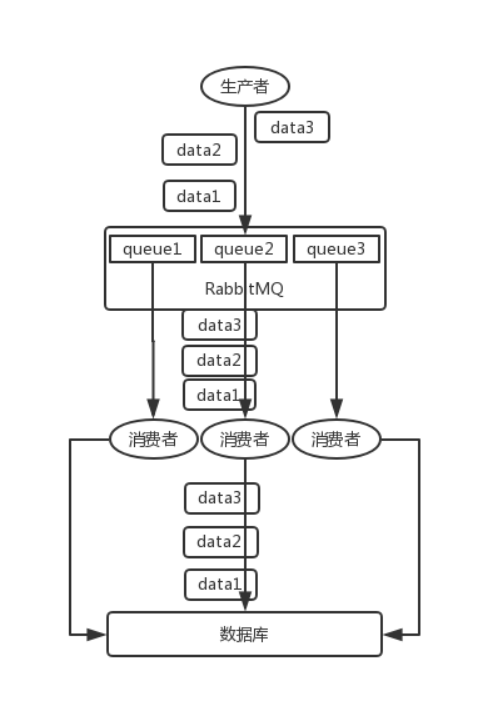 生产者
data3
data2
data1
queue1 queue2 queue3
RabbitMQ
data3
data2
data1
消费者 消费者 消费者
data3
data2
data1
数据库